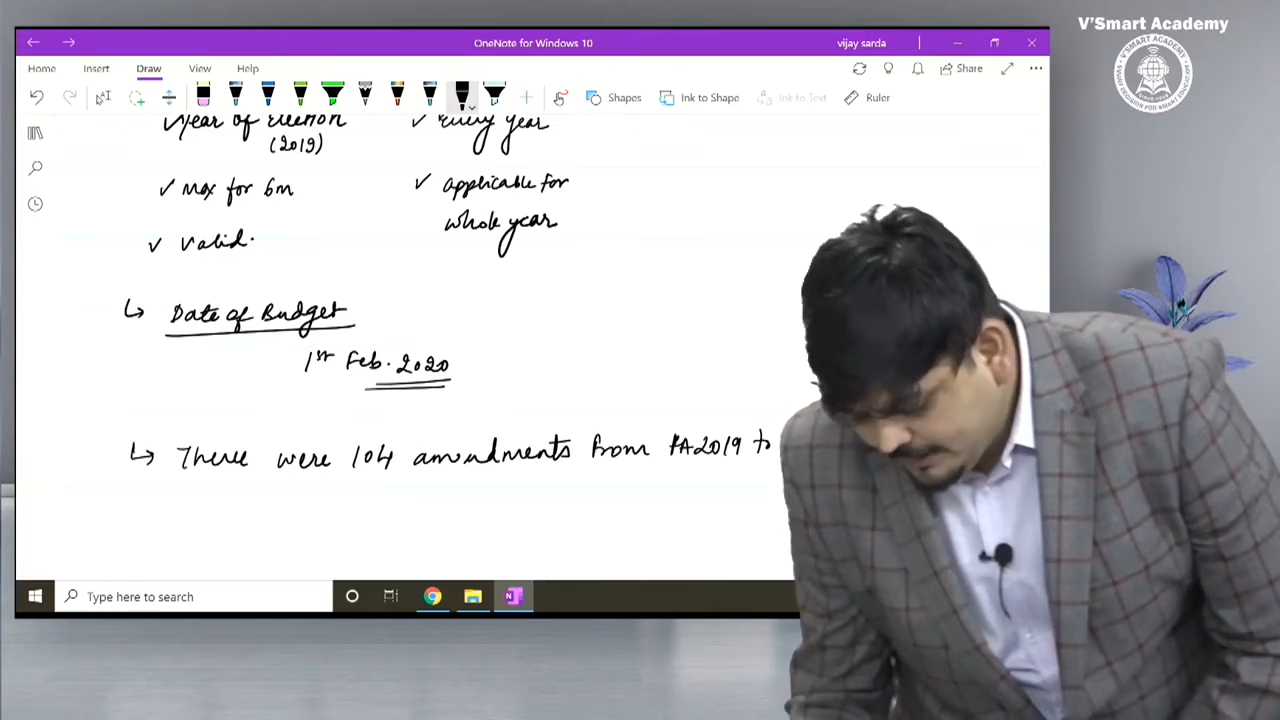 V'Smart Academy
OneNote for Windows 10
vijay sarda
Home Insert Draw View Help
Share
Shapes
Ink to Shape
Ink to Text
Ruler
Year of Election
(2019)
✓ Max for 6m
✓ Valid.
✓ Every year
✓ applicable for
whole year
↳ Date of Budget
1st Feb. 2020
↳ There were 104 amundments from FA2019 to
Type here to search